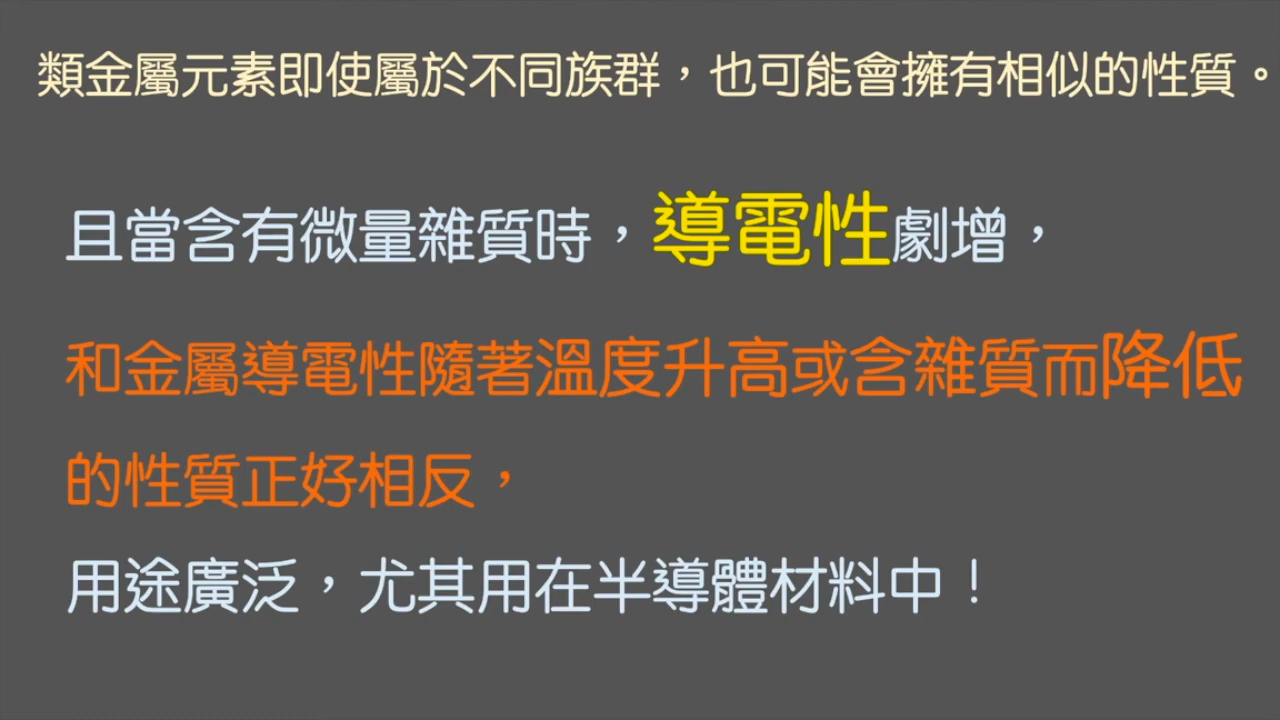 類金屬元素即使屬於不同族群，也可能會擁有相似的性質。
且當含有微量雜質時，導電性劇增，
和金屬導電性隨著溫度升高或含雜質而降低
的性質正好相反，
用途廣泛，尤其用在半導體材料中！